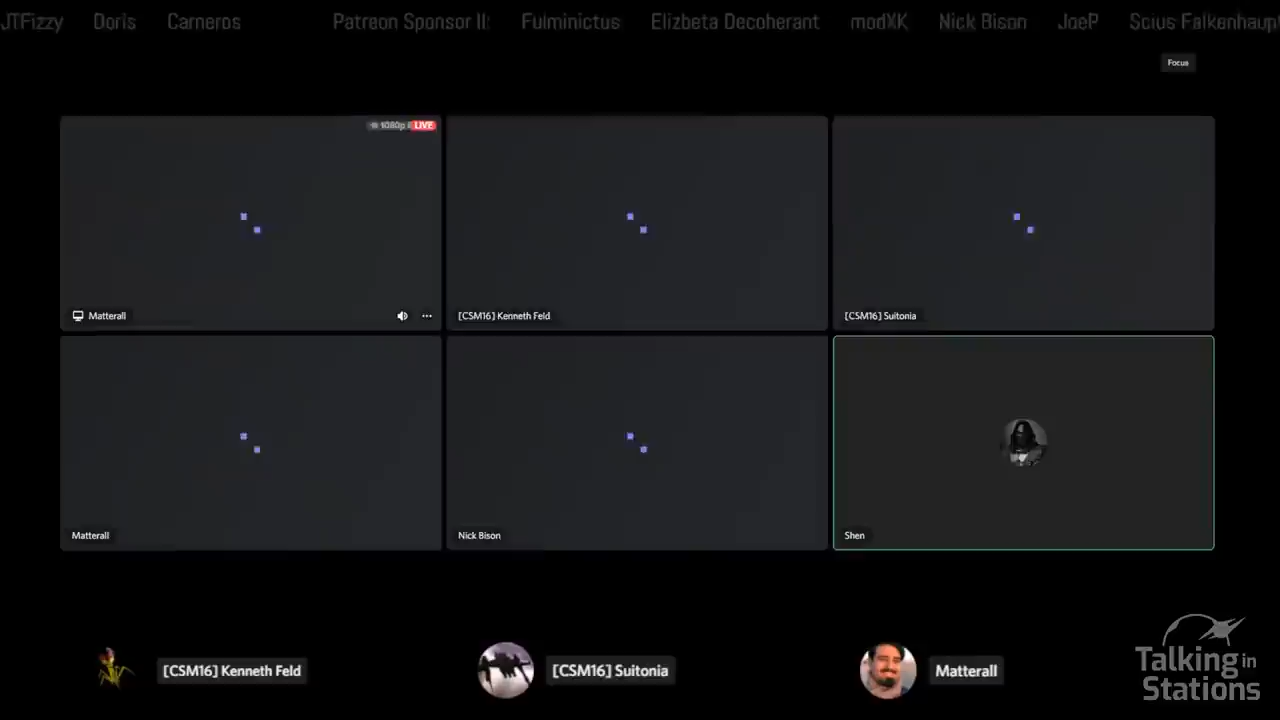 JTFizzy Doris Carneros Patreon Sponsor II: Fulminictus Elizbeta Decoherant modXK Nick Bison JoeP Scius Falkenhaup
Focus
1080p LIVE
Matterall
[CSM16] Kenneth Feld
[CSM16] Suitonia
Matterall
Nick Bison
Shen
[CSM16] Kenneth Feld
[CSM16] Suitonia
Matterall
Talking in
Stations